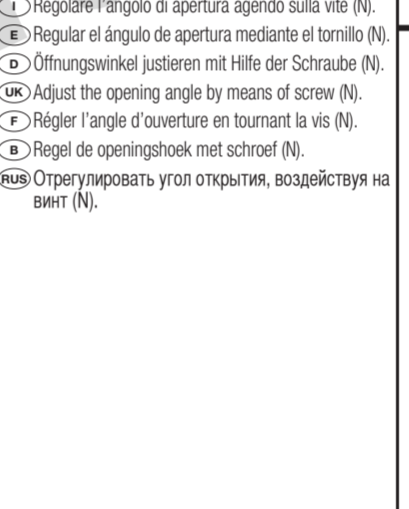 I Regolare l'angolo di apertura agendo sulla vite (N).
E Regular el ángulo de apertura mediante el tornillo (N).
D Öffnungswinkel justieren mit Hilfe der Schraube (N).
UK Adjust the opening angle by means of screw (N).
F Régler l'angle d'ouverture en tournant la vis (N).
B Regel de openingshoek met schroef (N).
RUS Отрегулировать угол открытия, воздействуя на
винт (N).